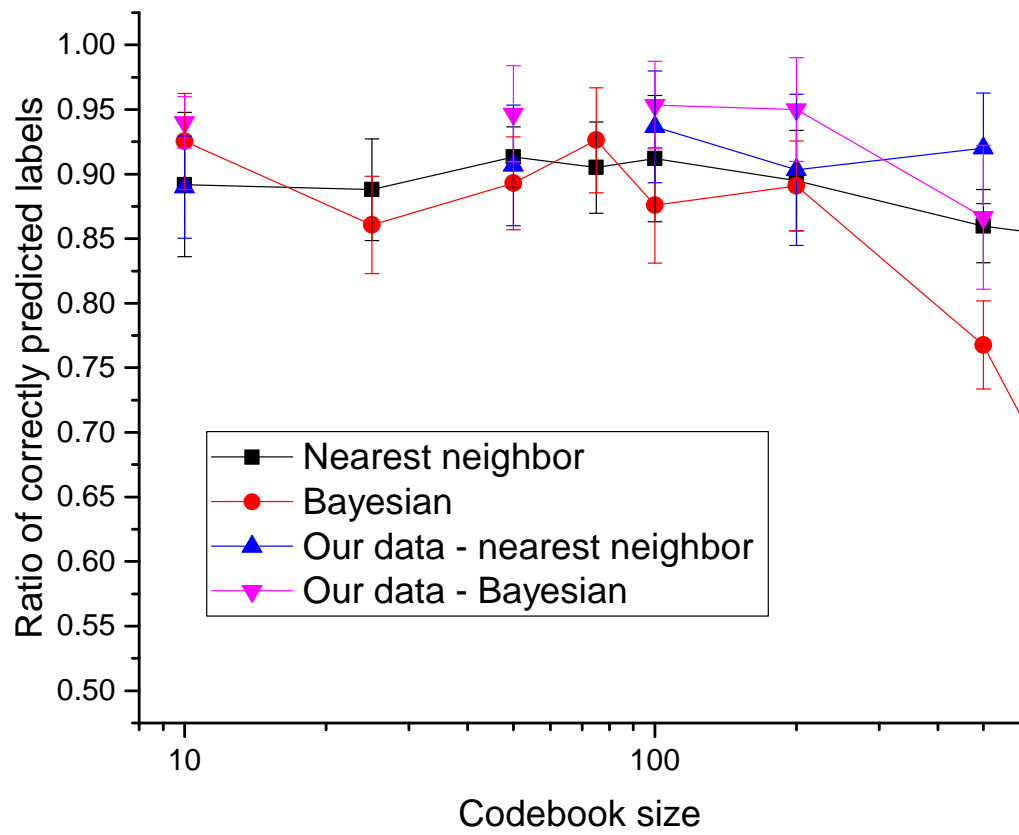 1.00
0.95
0.90
0.85
0.80
0.75
0.70
0.65
0.60
0.55
0.50
Ratio of correctly predicted labels
Nearest neighbor
Bayesian
Our data - nearest neighbor
Our data - Bayesian
10
100
Codebook size